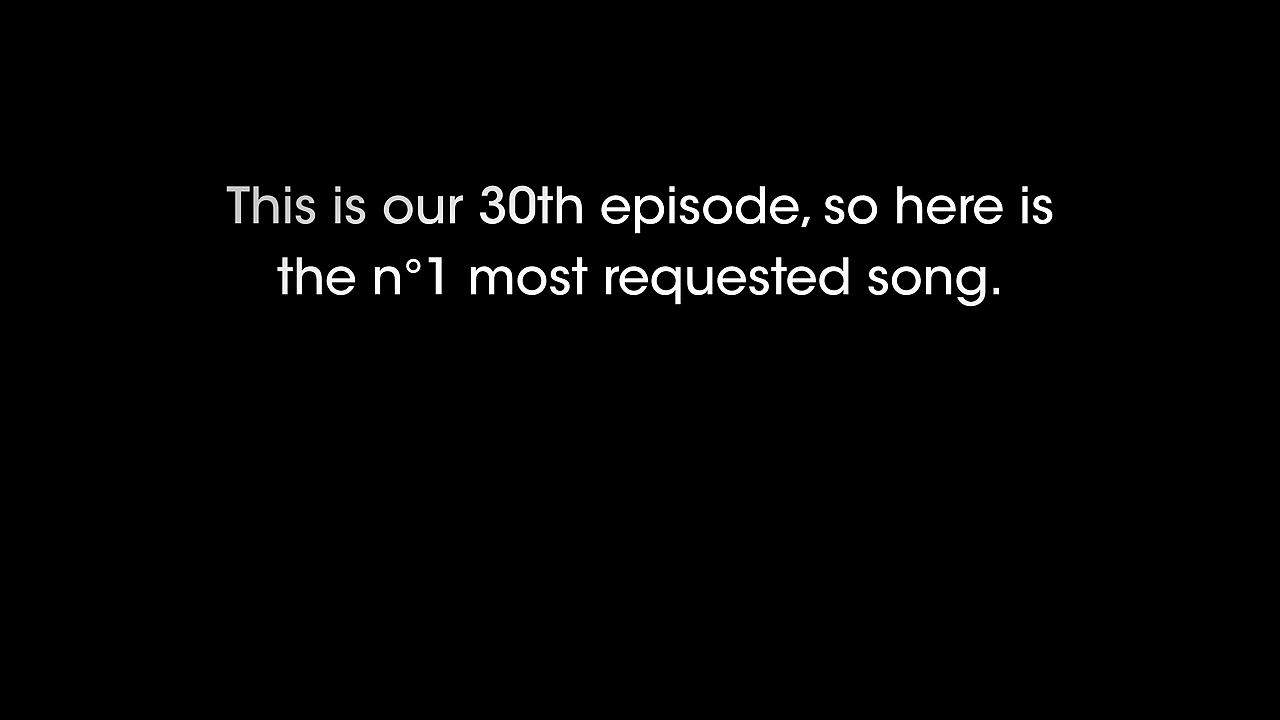 This is our 30th episode, so here is
the n°1 most requested song.